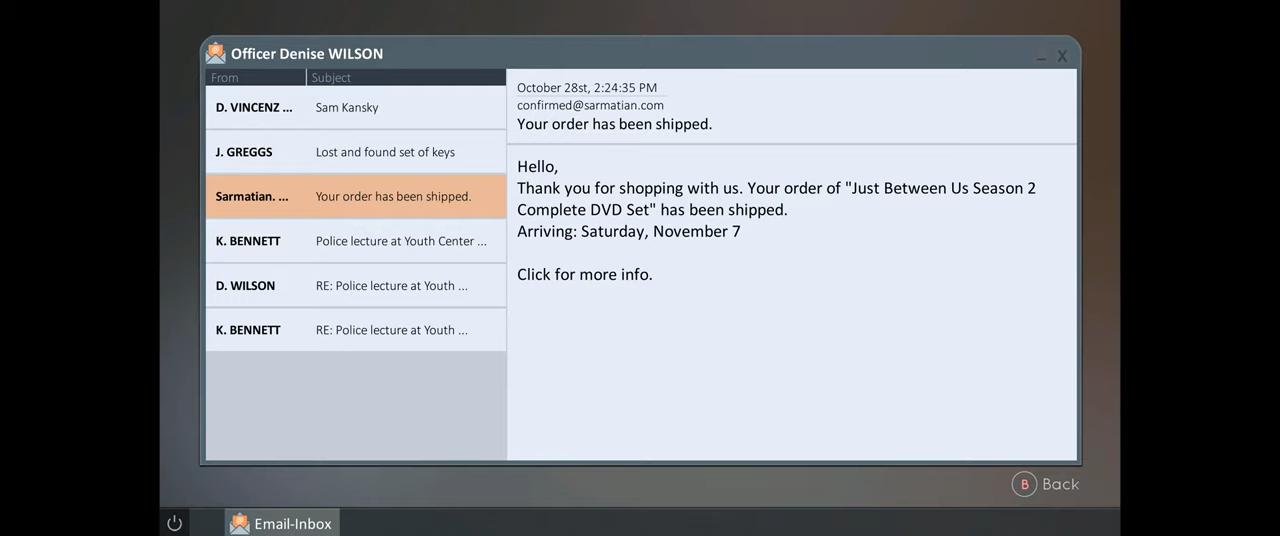 Officer Denise WILSON
From Subject
D. VINCENZ ... Sam Kansky
J. GREGGS Lost and found set of keys
Sarmatian. ... Your order has been shipped.
K. BENNETT Police lecture at Youth Center ...
D. WILSON RE: Police lecture at Youth ...
K. BENNETT RE: Police lecture at Youth ...
October 28st, 2:24:35 PM
confirmed@sarmatian.com
Your order has been shipped.
Hello,
Thank you for shopping with us. Your order of "Just Between Us Season 2
Complete DVD Set" has been shipped.
Arriving: Saturday, November 7
Click for more info.
B Back
Email-Inbox